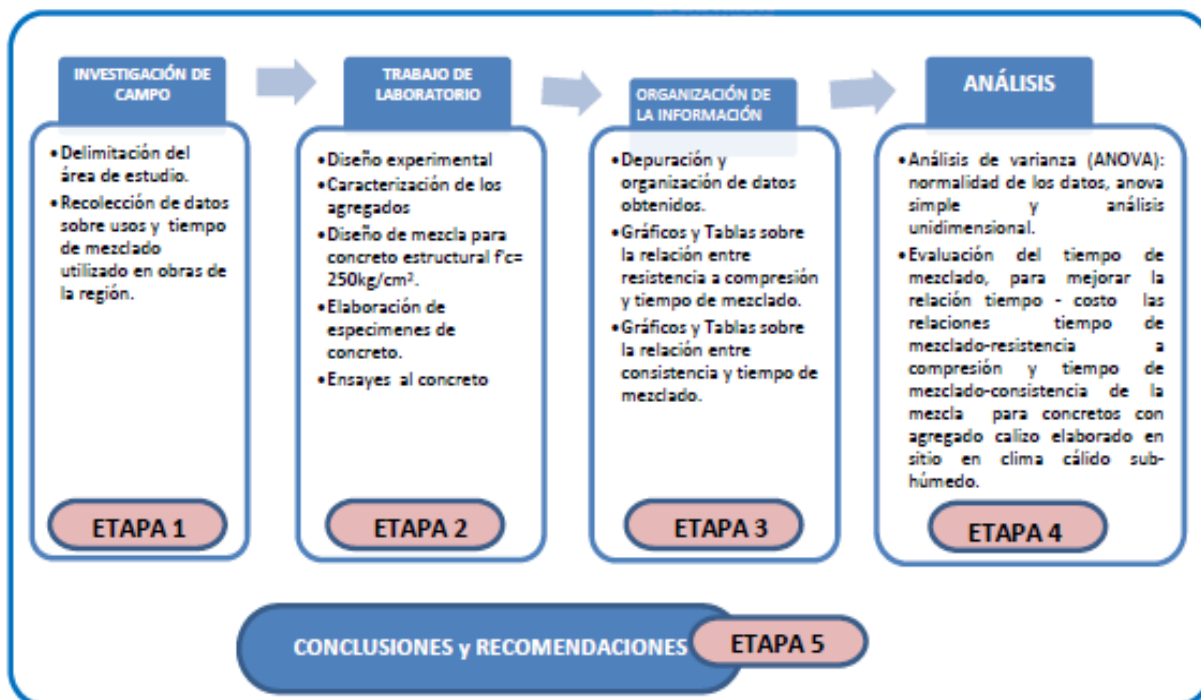 INVESTIGACIÓN DE
CAMPO
•Delimitación del
área de estudio.
•Recolección de datos
sobre usos y tiempo
de mezclado
utilizado en obras de
la región.
ETAPA 1
TRABAJO DE
LABORATORIO
•Diseño experimental
•Caracterización de los
agregados
•Diseño de mezcla para
concreto estructural f'c=
250kg/cm².
•Elaboración de
especimenes de
concreto.
•Ensayes al concreto
ETAPA 2
ORGANIZACIÓN DE
LA INFORMACIÓN
•Depuración y
organización de datos
obtenidos.
•Gráficos y Tablas sobre
la relación entre
resistencia a compresión
y tiempo de mezclado.
•Gráficos y Tablas sobre
la relación entre
consistencia y tiempo de
mezclado.
ETAPA 3
ANÁLISIS
•Análisis de varianza (ANOVA):
normalidad de los datos, anova
simple y análisis
unidimensional.
•Evaluación del tiempo de
mezclado, para mejorar la
relación tiempo - costo las
relaciones tiempo de
mezclado-resistencia a
compresión y tiempo de
mezclado-consistencia de la
mezcla para concretos con
agregado calizo elaborado en
sitio en clima cálido sub-
húmedo.
ETAPA 4
CONCLUSIONES y RECOMENDACIONES
ETAPA 5